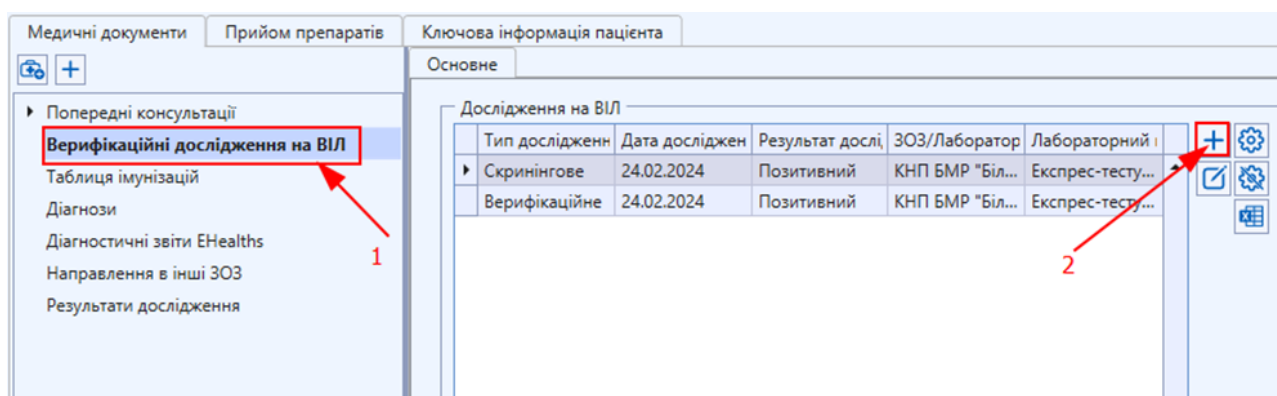 Медичні документи Прийом препаратів Ключова інформація пацієнта
Основне
Попередні консультації
Верифікаційні дослідження на ВІЛ
Таблиця імунізацій
Діагнози
Діагностичні звіти EHealths
Направлення в інші ЗОЗ
Результати дослідження
1
Дослідження на ВІЛ
Тип дослідженн Дата досліджен Результат дослі, ЗОЗ/Лаборатор Лабораторний
Скринінгове 24.02.2024 Позитивний КНП БМР "Біл... Експрес-тесту...
Верифікаційне 24.02.2024 Позитивний КНП БМР "Біл... Експрес-тесту...
2